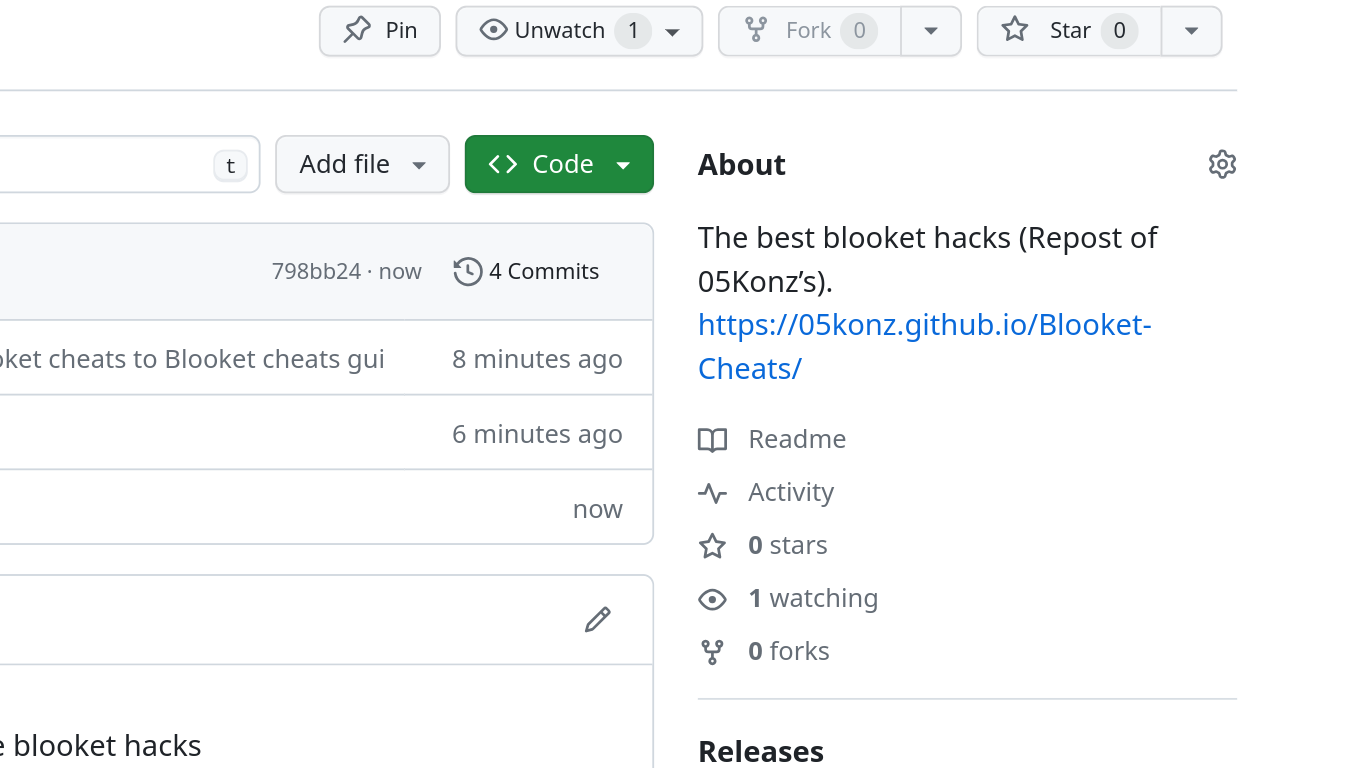 Pin Unwatch 1 Fork 0 Star 0
t Add file Code About
The best blooket hacks (Repost of
05Konz’s).
https://05konz.github.io/Blooket-
Cheats/
798bb24 · now 4 Commits
cheats to Blooket cheats gui 8 minutes ago
6 minutes ago
now
Readme
Activity
0 stars
1 watching
0 forks
blooket hacks
Releases